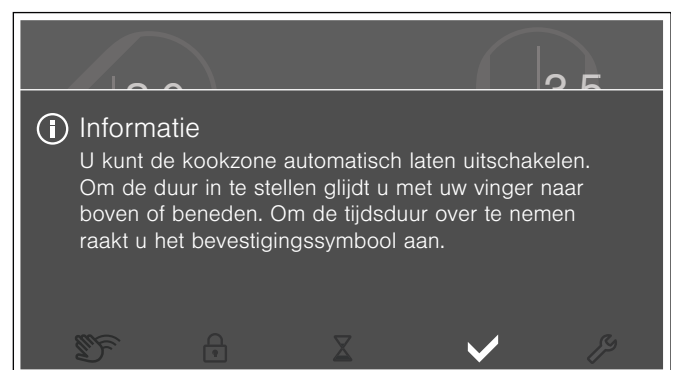 Informatie
U kunt de kookzone automatisch laten uitschakelen.
Om de duur in te stellen glijdt u met uw vinger naar
boven of beneden. Om de tijdsduur over te nemen
raakt u het bevestigingssymbool aan.